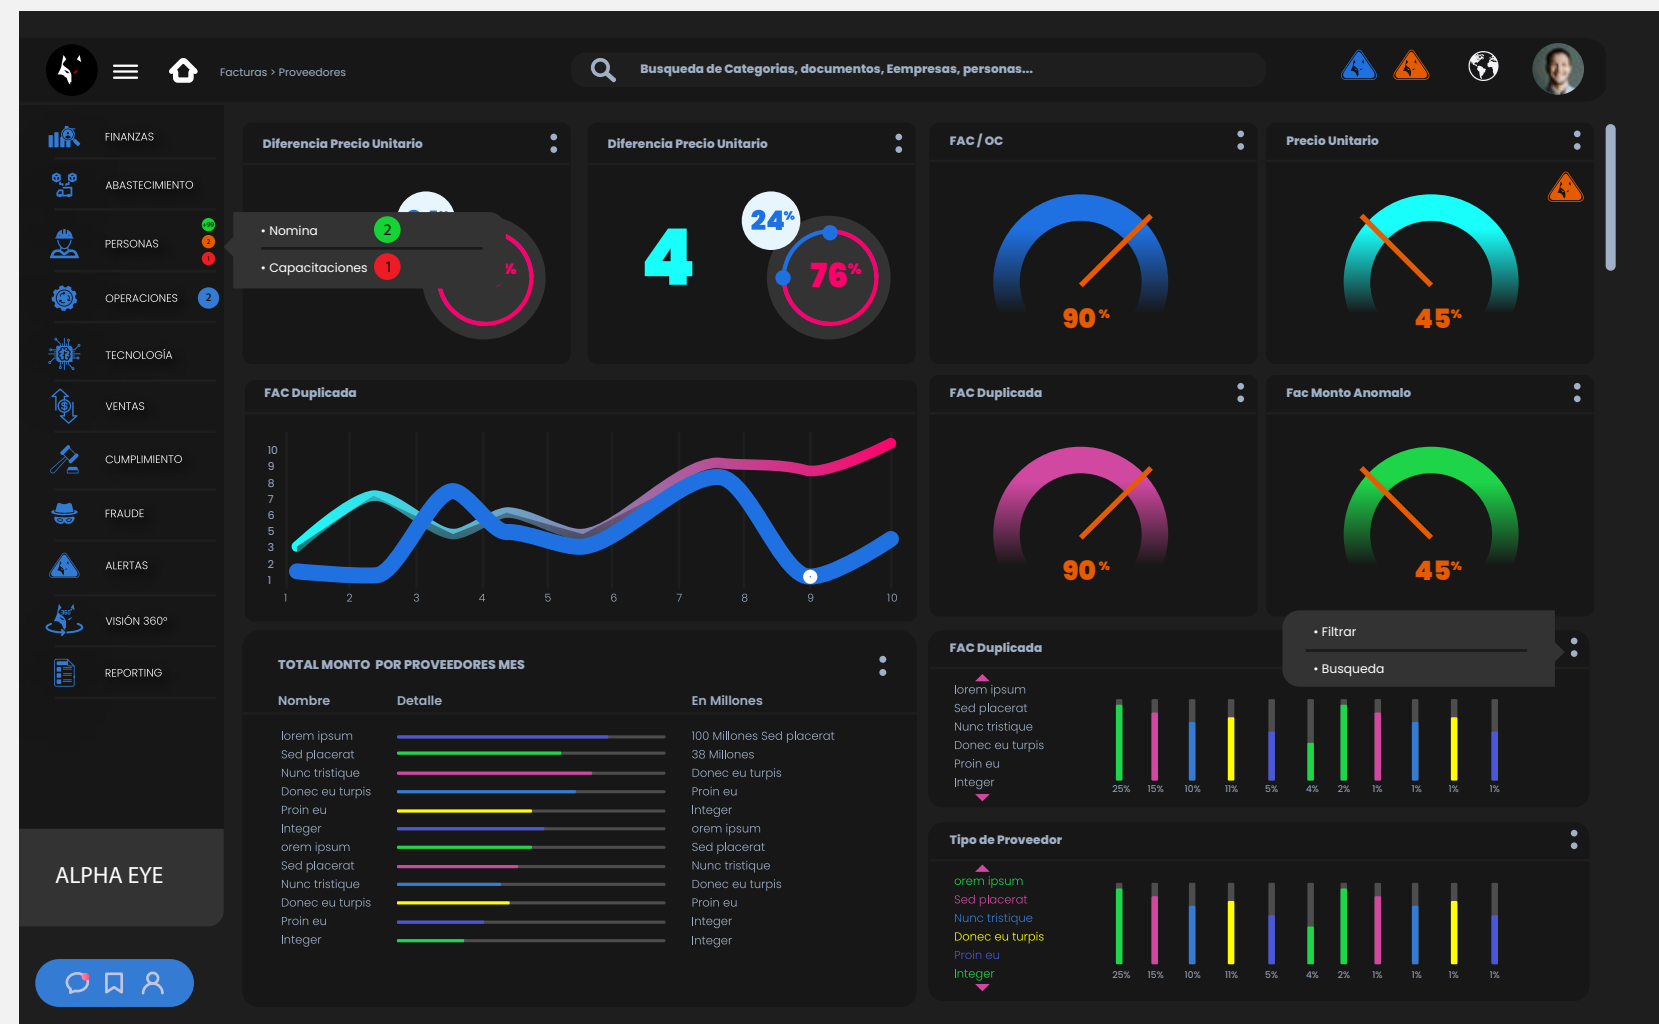 Facturas > Proveedores
Busqueda de Categorias, documentos, Eempresas, personas...
FINANZAS
ABASTECIMIENTO
PERSONAS
2
1
OPERACIONES
2
TECNOLOGÍA
VENTAS
CUMPLIMIENTO
FRAUDE
ALERTAS
360°
VISIÓN 360°
REPORTING
ALPHA EYE
• Nomina 2
• Capacitaciones 1
Diferencia Precio Unitario
%
Diferencia Precio Unitario
4
24%
76%
FAC / OC
90%
Precio Unitario
45%
FAC Duplicada
10
9
8
7
6
5
3
2
1
1 2 3 4 5 6 7 8 9 10
FAC Duplicada
90%
Fac Monto Anomalo
45%
TOTAL MONTO POR PROVEEDORES MES
Nombre Detalle En Millones
lorem ipsum 100 Millones Sed placerat
Sed placerat 38 Millones
Nunc tristique Donec eu turpis
Donec eu turpis Proin eu
Proin eu Integer
Integer orem ipsum
orem ipsum Sed placerat
Sed placerat Nunc tristique
Nunc tristique Donec eu turpis
Donec eu turpis Proin eu
Proin eu Integer
Integer Integer
• Filtrar
• Busqueda
FAC Duplicada
lorem ipsum
Sed placerat
Nunc tristique
Donec eu turpis
Proin eu
Integer
25% 15% 10% 11% 5% 4% 2% 1% 1% 1% 1%
Tipo de Proveedor
orem ipsum
Sed placerat
Nunc tristique
Donec eu turpis
Proin eu
Integer
25% 15% 10% 11% 5% 4% 2% 1% 1% 1% 1%